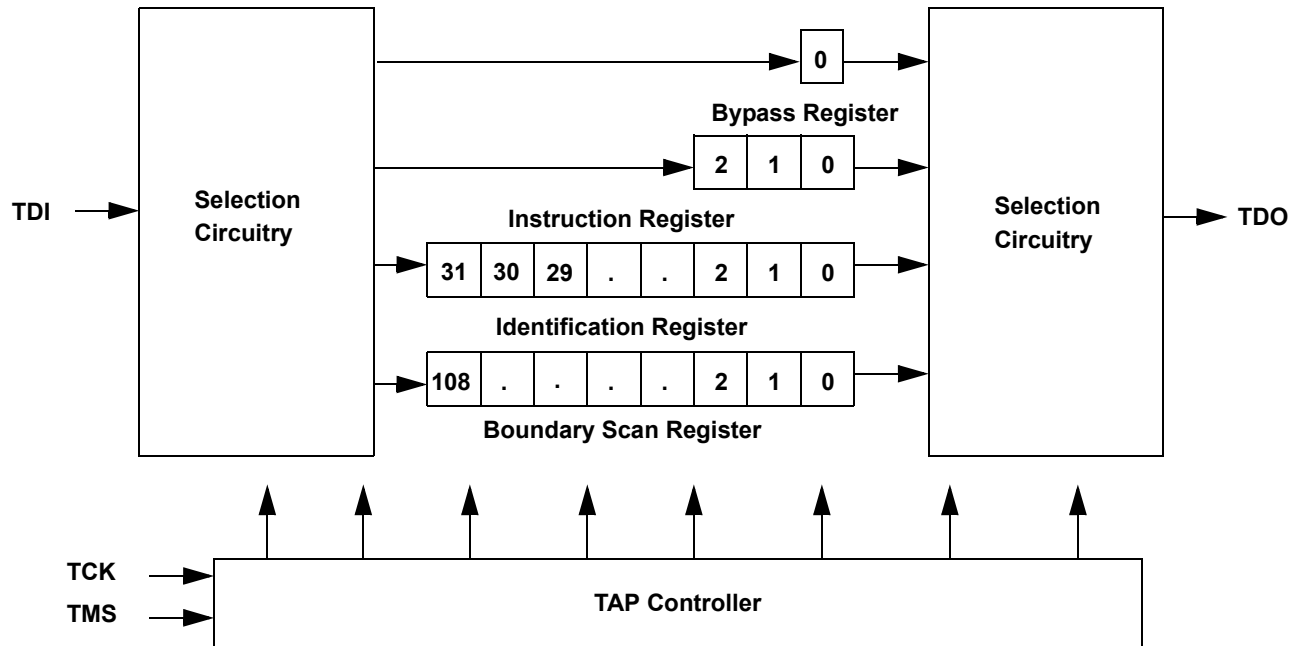 0
Bypass Register
2 1 0
TDI
Selection
Circuitry
Selection
Circuitry
TDO
Instruction Register
31 30 29 . . 2 1 0
Identification Register
108 . . . . 2 1 0
Boundary Scan Register
TCK
TMS
TAP Controller